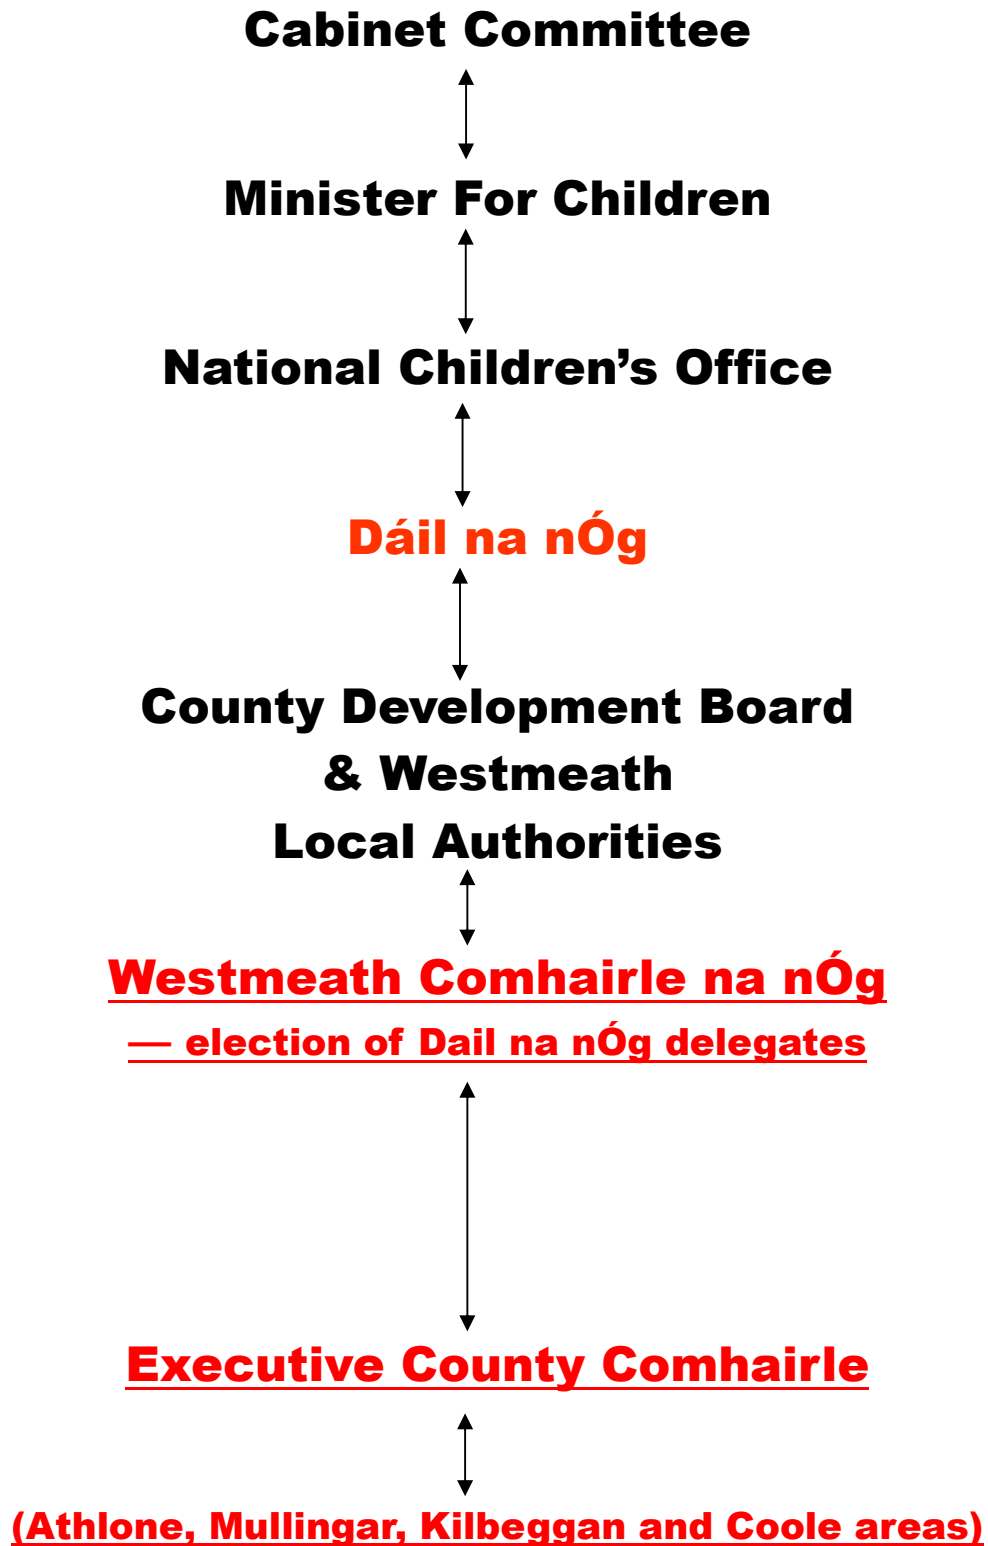 Cabinet Committee
Minister For Children
National Children’s Office
Dáil na nÓg
County Development Board
& Westmeath
Local Authorities
Westmeath Comhairle na nÓg
— election of Dail na nÓg delegates
Executive County Comhairle
(Athlone, Mullingar, Kilbeggan and Coole areas)